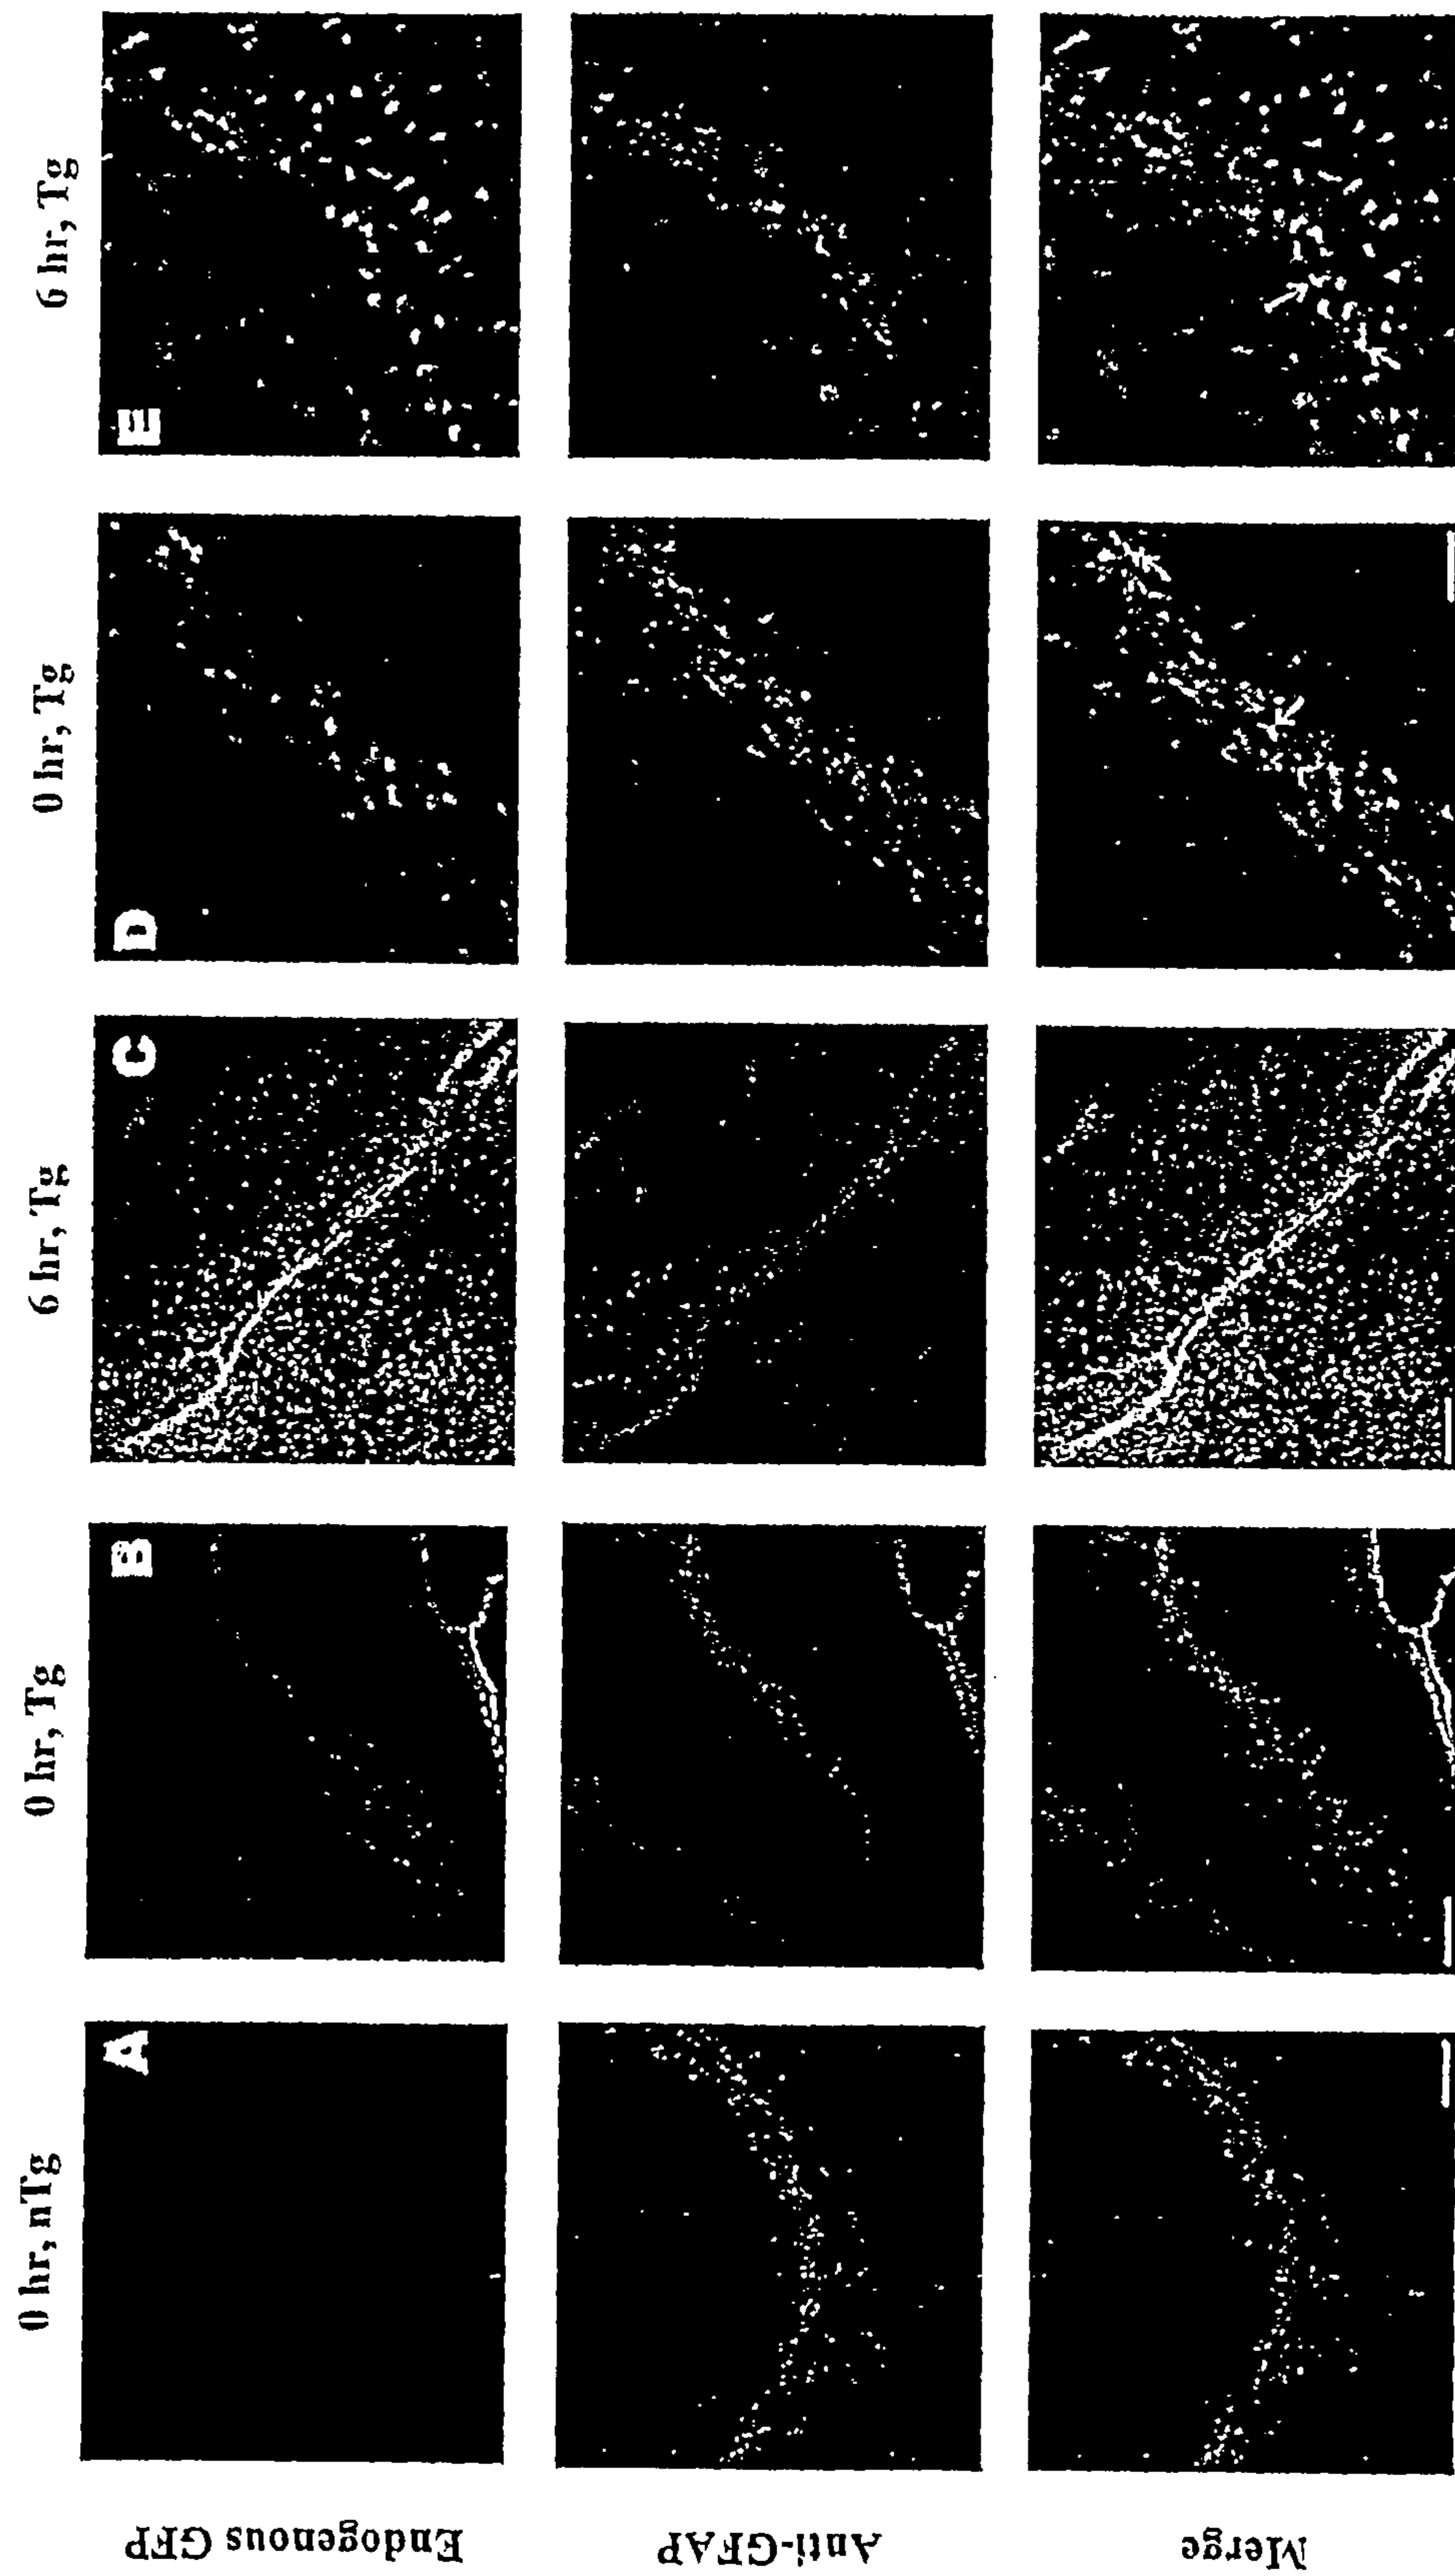 0 hr, nTg
0 hr, Tg
6 hr, Tg
0 hr, Tg
6 hr, Tg
A
B
C
D
E
Endogenous GFP
Anti-GFAP
Merge